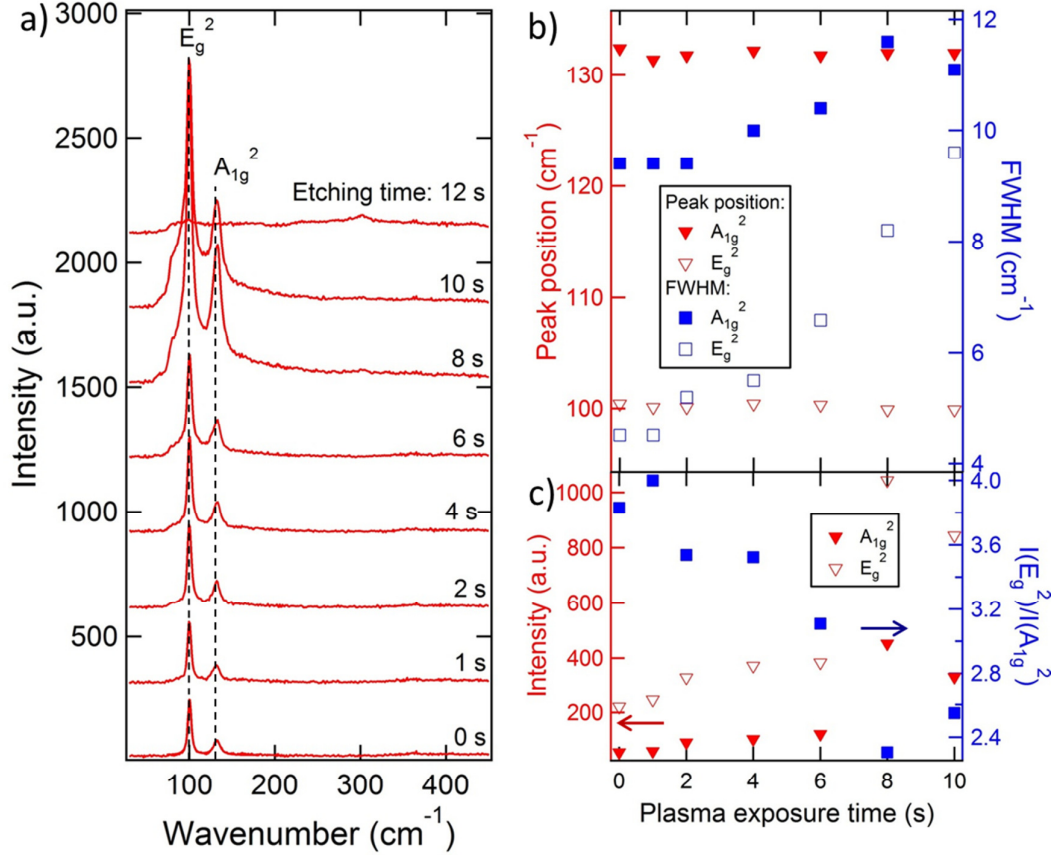 a)
E_g^2
A_1g^2
Etching time: 12 s
10 s
8 s
6 s
4 s
2 s
1 s
0 s
3000
2500
2000
1500
1000
500
Intensity (a.u.)
100
200
300
400
Wavenumber (cm^-1)
b)
130
120
110
100
Peak position (cm^-1)
12
10
8
6
4
FWHM (cm^-1)
Peak position:
A_1g^2
E_g^2
FWHM:
A_1g^2
E_g^2
c)
1000
800
600
400
200
Intensity (a.u.)
A_1g^2
E_g^2
4.0
3.6
3.2
2.8
2.4
I(E_g^2)/I(A_1g^2)
0
2
4
6
8
10
Plasma exposure time (s)